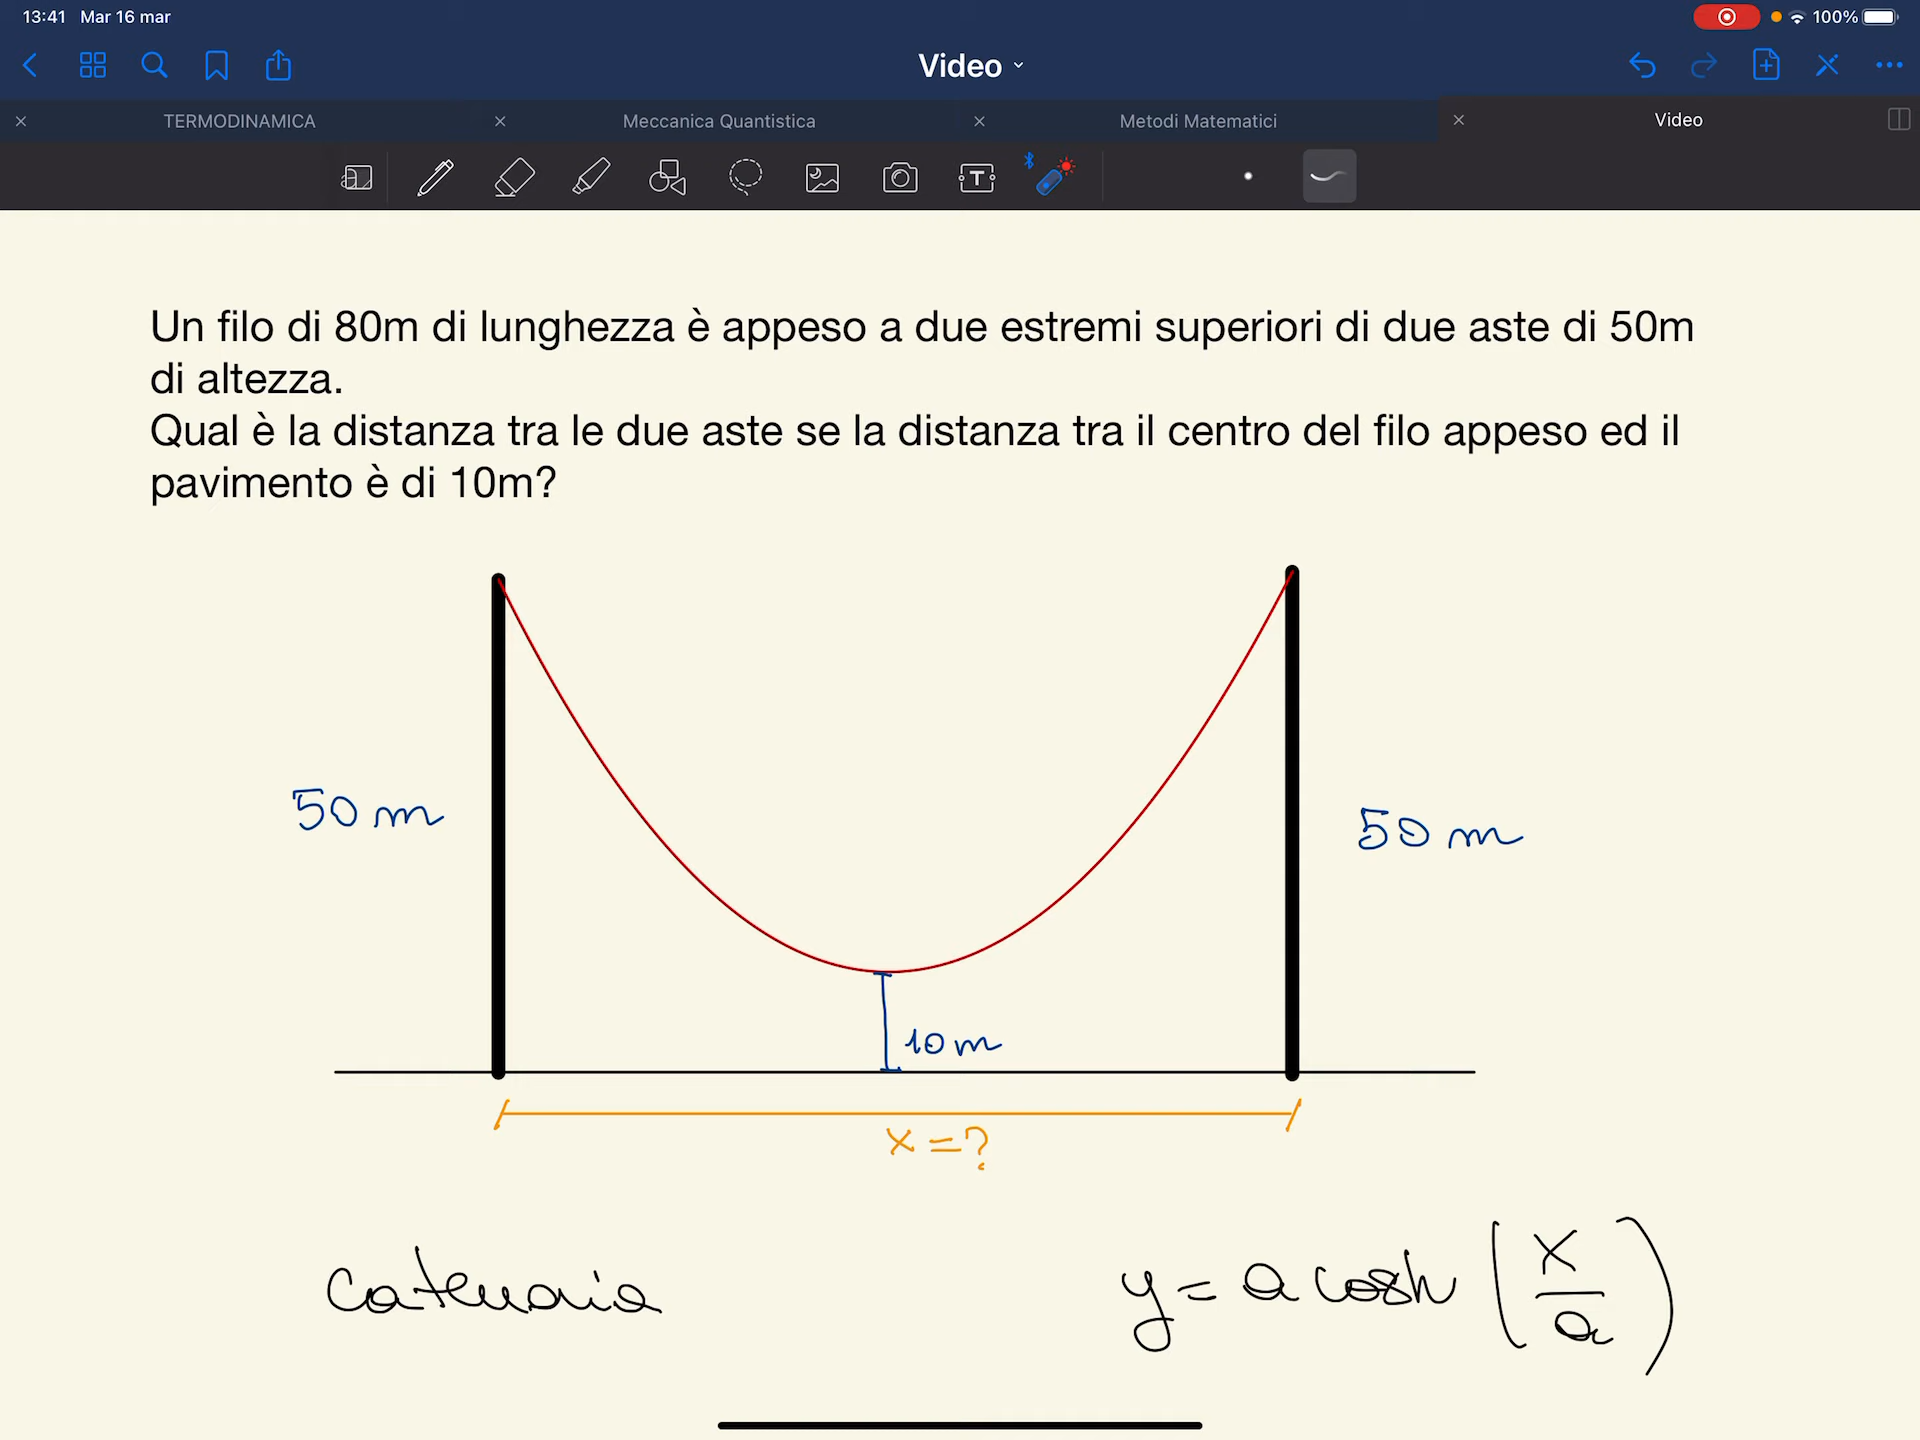 13:41 Mar 16 mar
100%
Video
TERMODINAMICA
Meccanica Quantistica
Metodi Matematici
Video
T
Un filo di 80m di lunghezza è appeso a due estremi superiori di due aste di 50m
di altezza.
Qual è la distanza tra le due aste se la distanza tra il centro del filo appeso ed il
pavimento è di 10m?
50 m
50 m
10 m
x = ?
catenaria
y = a cosh (x/a)